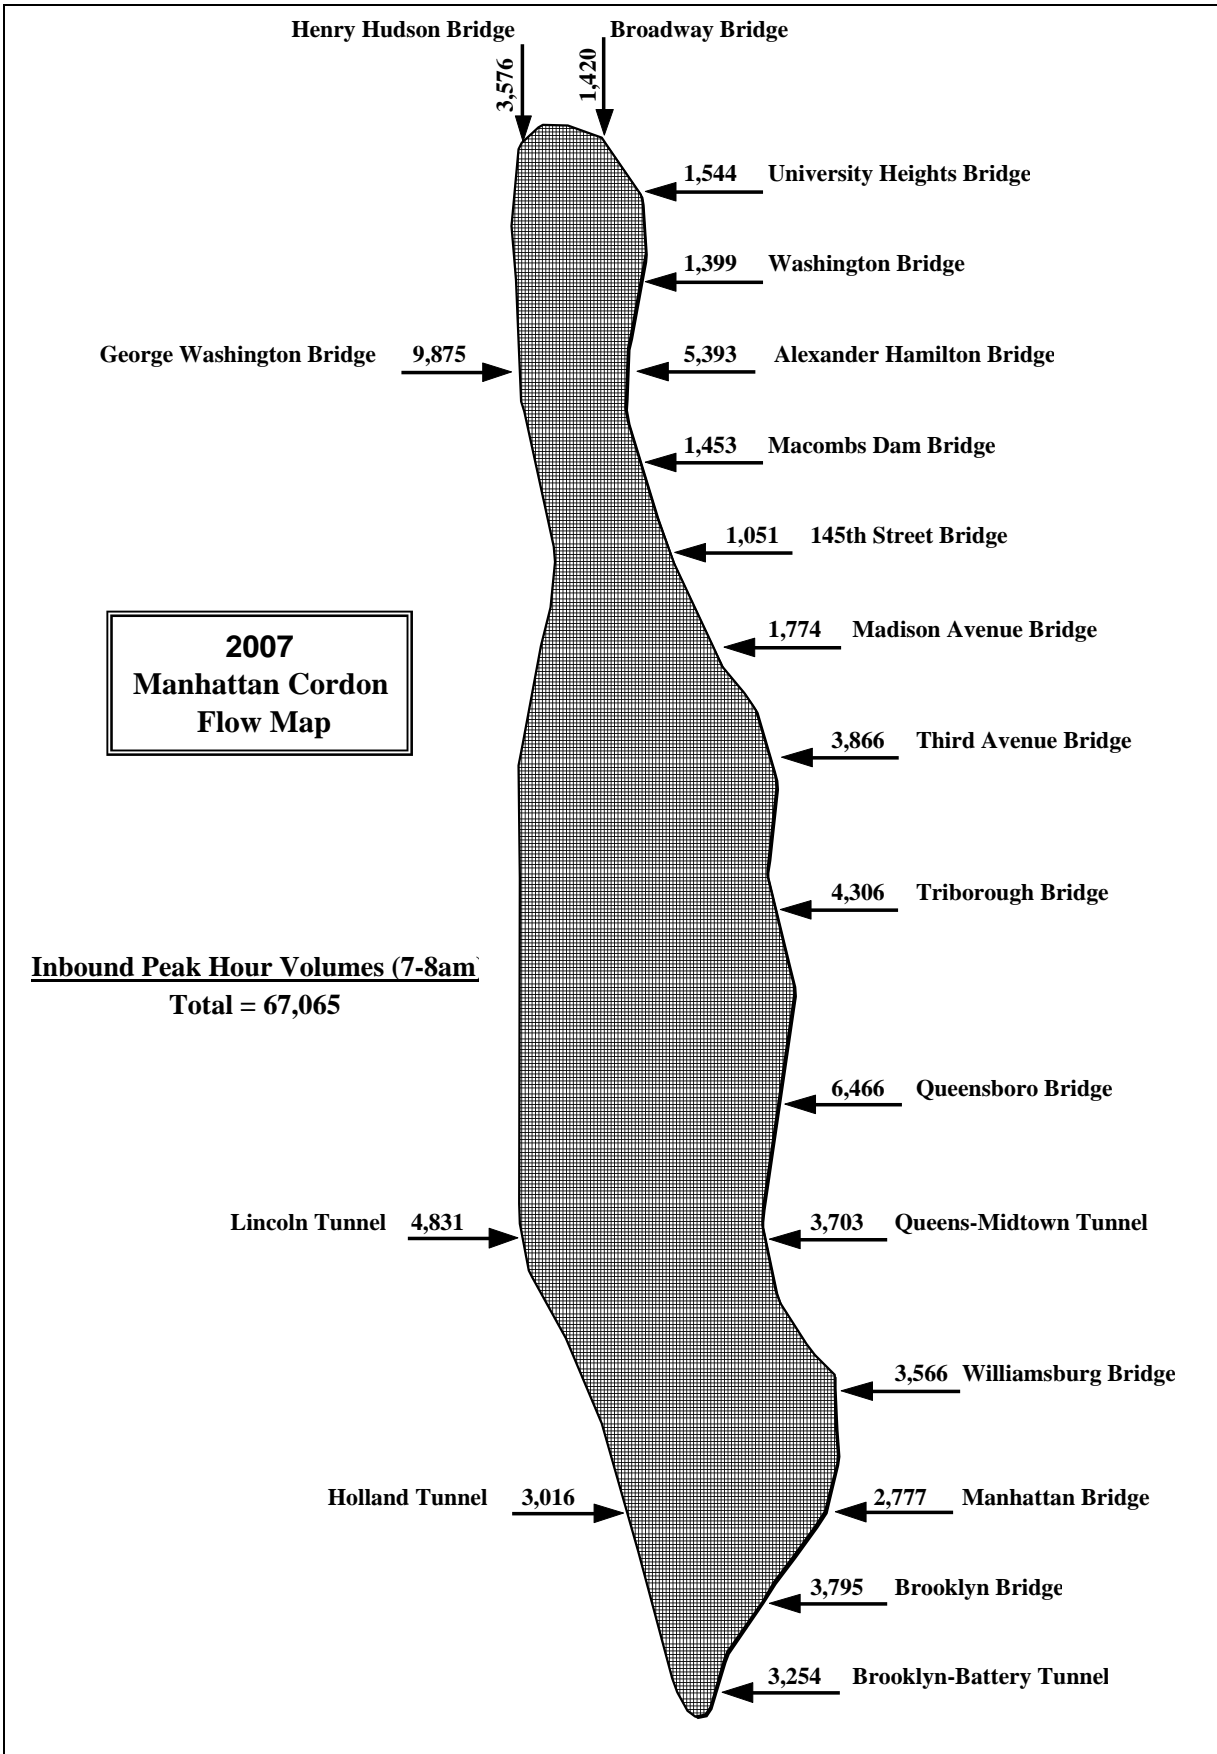 Henry Hudson Bridge
Broadway Bridge
3,576
1,420
1,544 University Heights Bridge
1,399 Washington Bridge
George Washington Bridge 9,875
5,393 Alexander Hamilton Bridge
1,453 Macombs Dam Bridge
1,051 145th Street Bridge
2007
Manhattan Cordon
Flow Map
1,774 Madison Avenue Bridge
3,866 Third Avenue Bridge
4,306 Triborough Bridge
Inbound Peak Hour Volumes (7-8am)
Total = 67,065
6,466 Queensboro Bridge
Lincoln Tunnel 4,831
3,703 Queens-Midtown Tunnel
3,566 Williamsburg Bridge
Holland Tunnel 3,016
2,777 Manhattan Bridge
3,795 Brooklyn Bridge
3,254 Brooklyn-Battery Tunnel